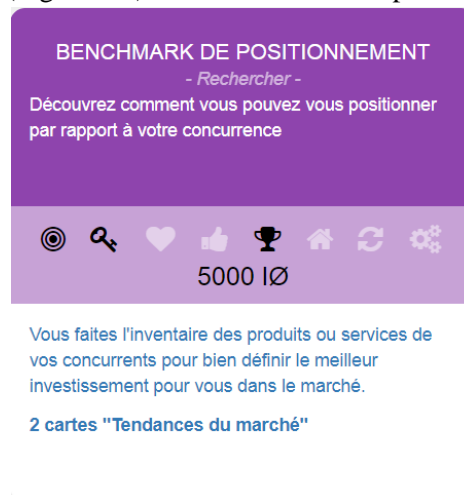 BENCHMARK DE POSITIONNEMENT
- Rechercher -
Découvrez comment vous pouvez vous positionner
par rapport à votre concurrence
5000 IØ
Vous faites l'inventaire des produits ou services de
vos concurrents pour bien définir le meilleur
investissement pour vous dans le marché.
2 cartes "Tendances du marché"